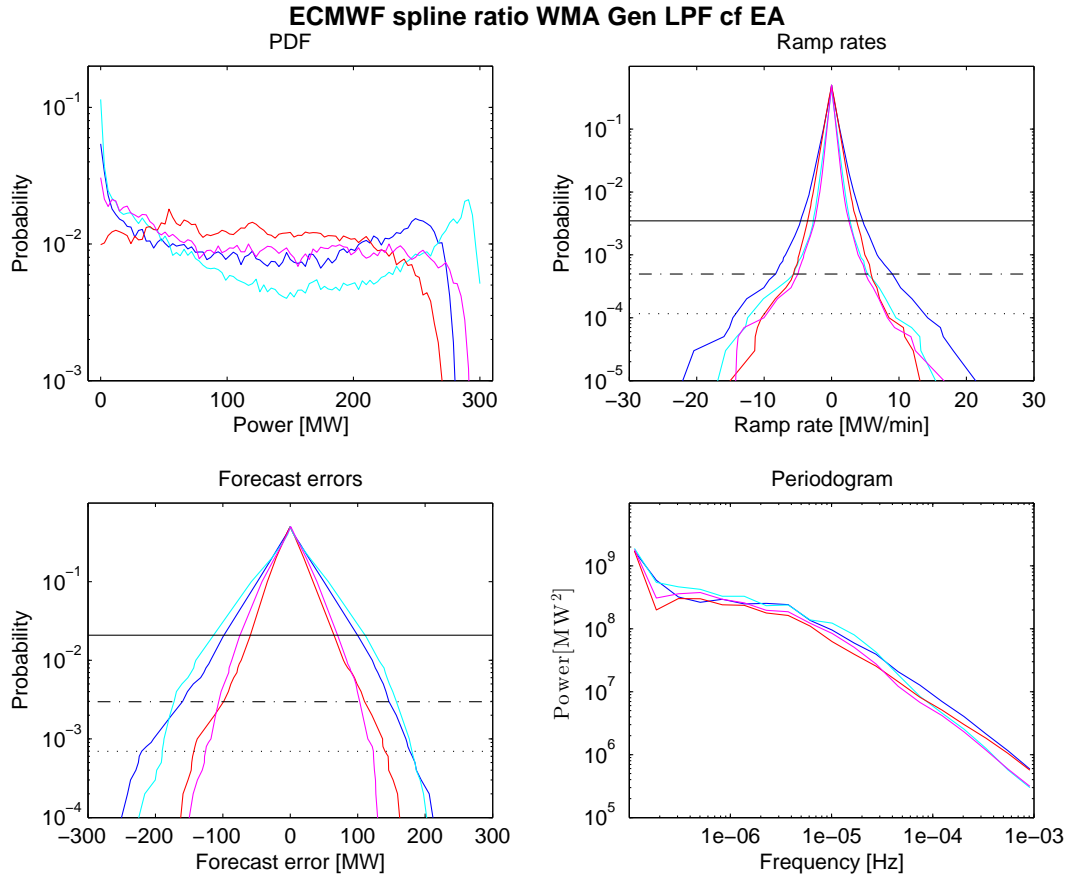 ECMWF spline ratio WMA Gen LPF cf EA
PDF
Probability
10^-1
10^-2
10^-3
0
100
200
300
Power [MW]
Ramp rates
Probability
10^-1
10^-2
10^-3
10^-4
10^-5
−30
−20
−10
0
10
20
30
Ramp rate [MW/min]
Forecast errors
Probability
10^-1
10^-2
10^-3
10^-4
−300
−200
−100
0
100
200
300
Forecast error [MW]
Periodogram
Power[MW^2]
10^9
10^8
10^7
10^6
10^5
1e−06
1e−05
1e−04
1e−03
Frequency [Hz]